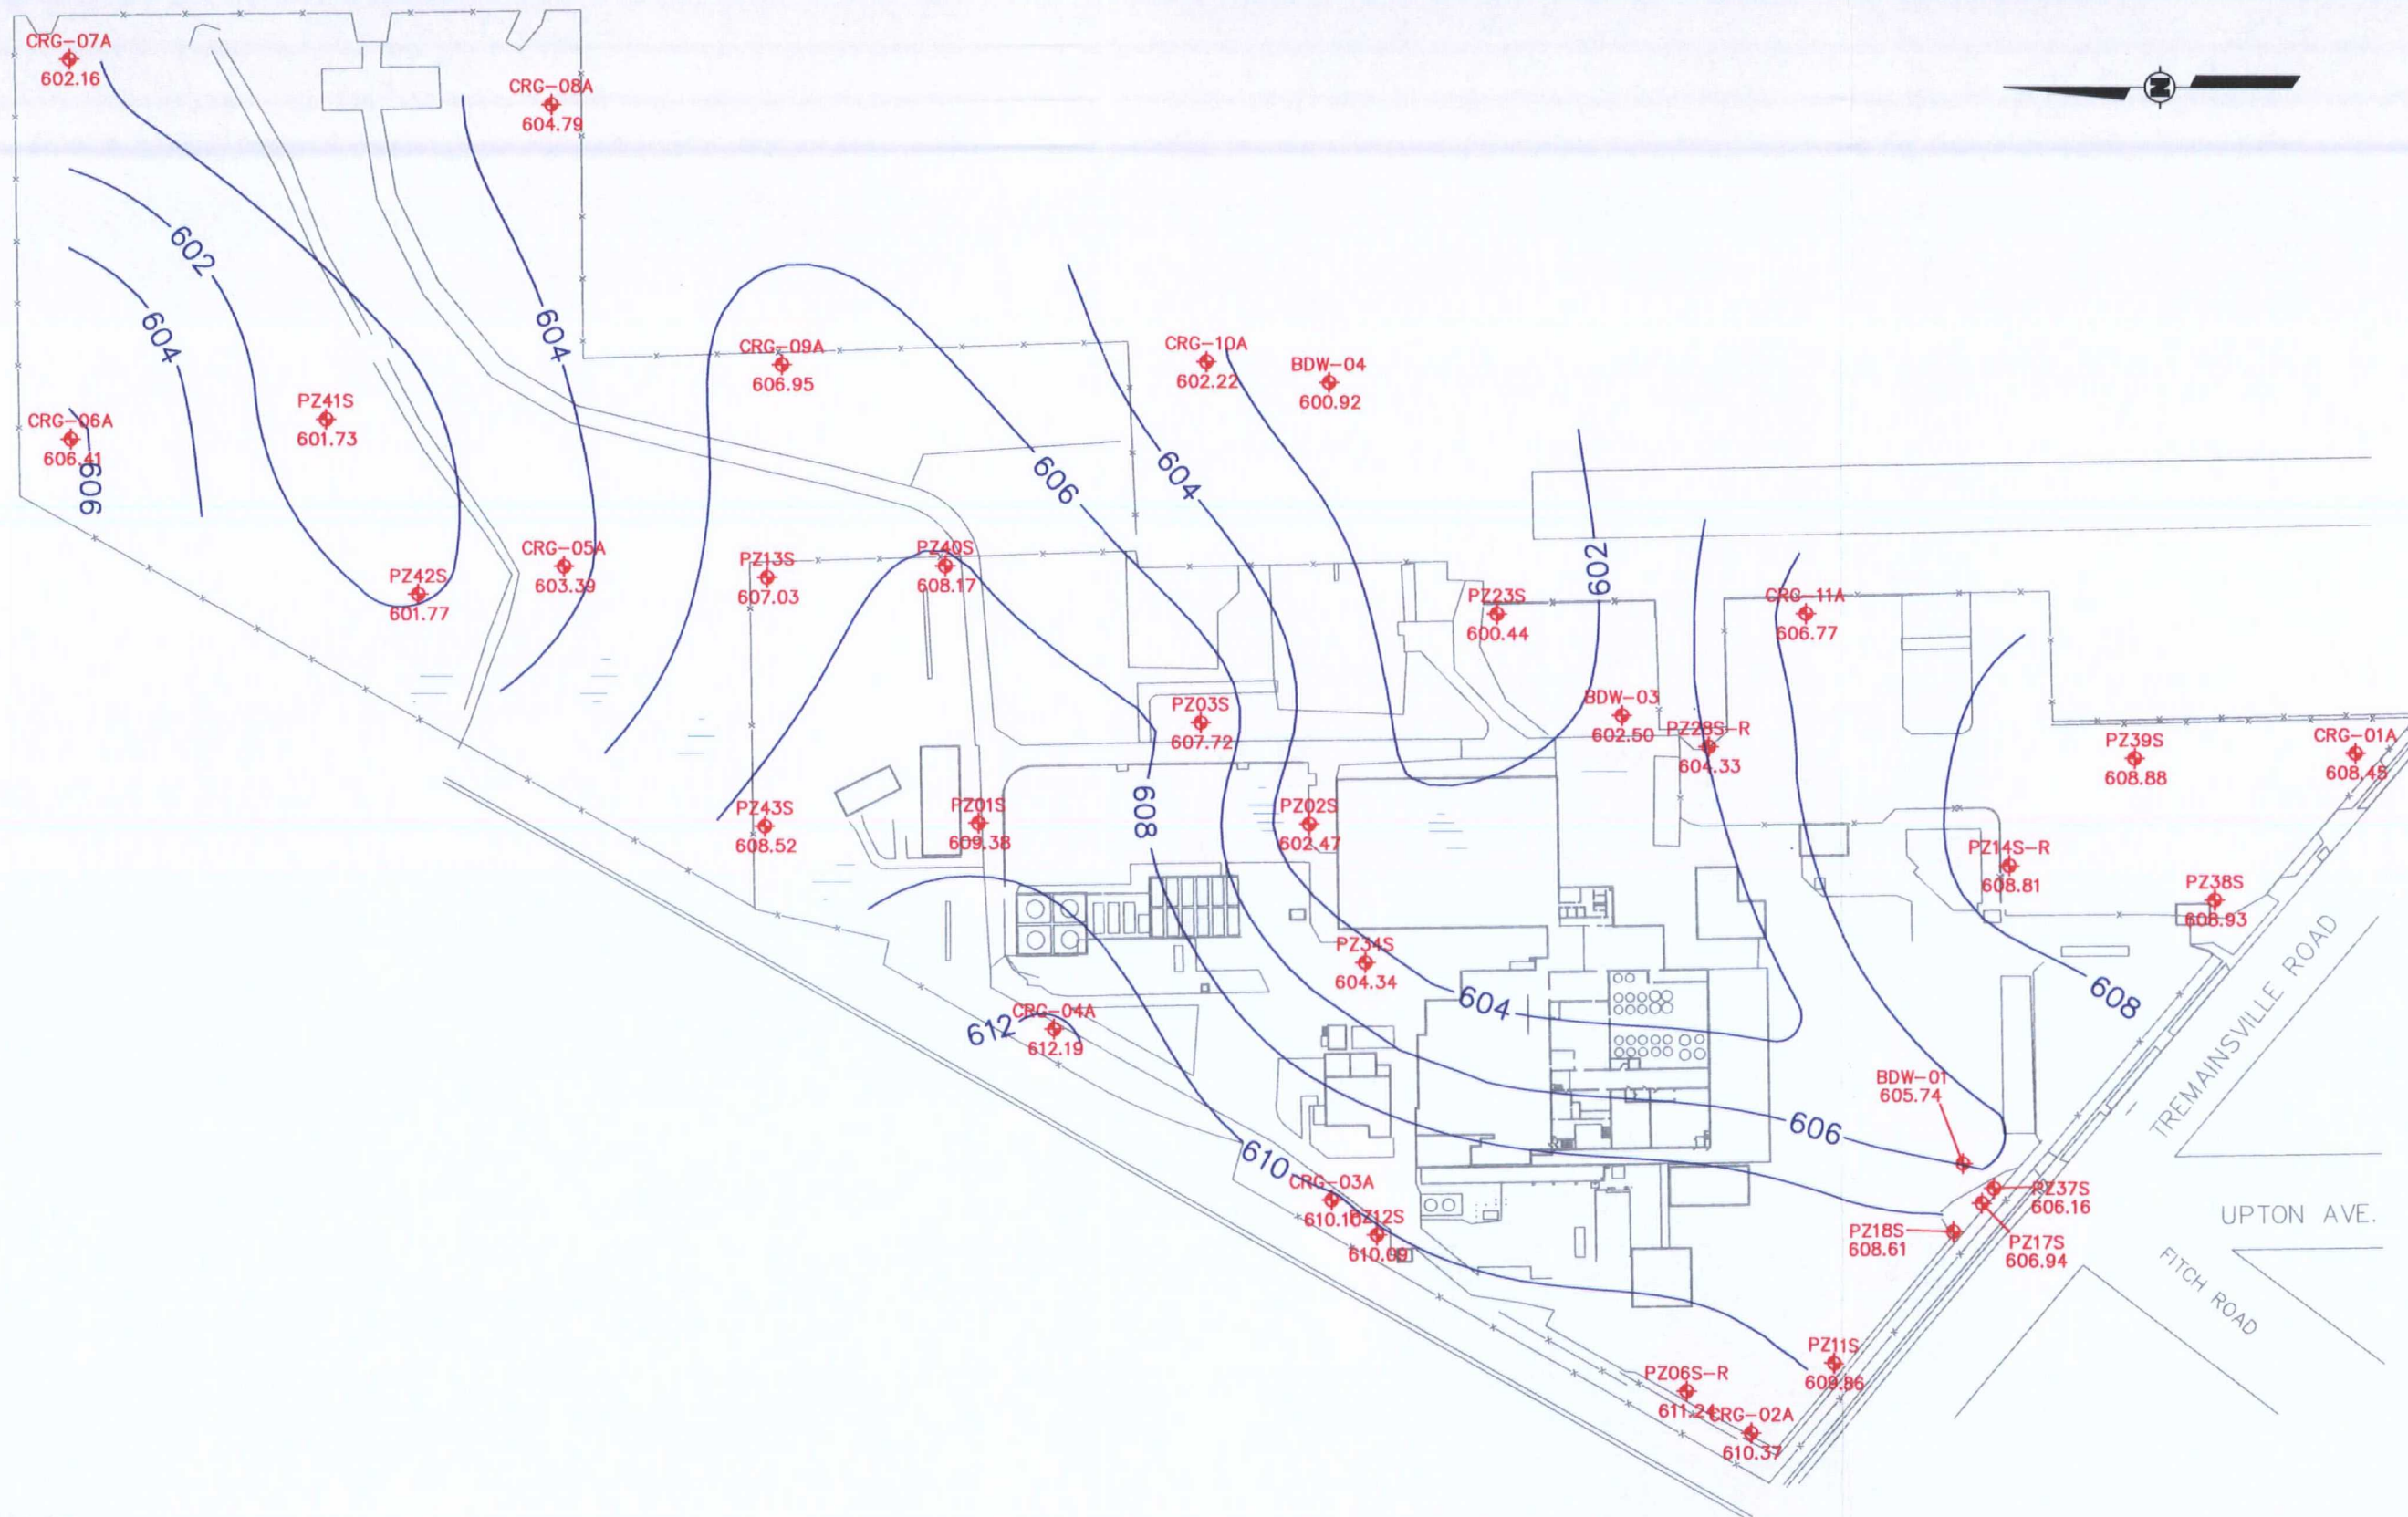 CRG-07A
602.16
CRG-08A
604.79
N
602
604
604
CRG-09A
606.95
CRG-10A
602.22
BDW-04
600.92
PZ41S
601.73
CRG-06A
606.41
606
606
604
602
CRG-05A
603.39
PZ42S
601.77
PZ13S
607.03
PZ40S
608.17
PZ23S
600.44
CRG-11A
606.77
PZ03S
607.72
BDW-03
602.50
PZ28S-R
604.33
PZ39S
608.88
CRG-01A
608.45
PZ43S
608.52
PZ01S
609.38
608
PZ02S
602.47
PZ14S-R
608.81
PZ38S
608.93
PZ34S
604.34
604
608
612
CRG-04A
612.19
TREMAINSVILLE ROAD
BDW-01
605.74
606
610
CRG-03A
610.10
PZ12S
610.09
PZ37S
606.16
PZ18S
608.61
PZ17S
606.94
UPTON AVE.
FITCH ROAD
PZ11S
609.86
PZ06S-R
611.24
CRG-02A
610.37